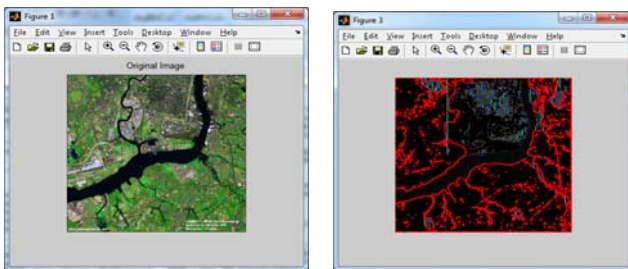 Figure 1
File Edit View Insert Tools Desktop Window Help
Original Image
Figure 3
File Edit View Insert Tools Desktop Window Help